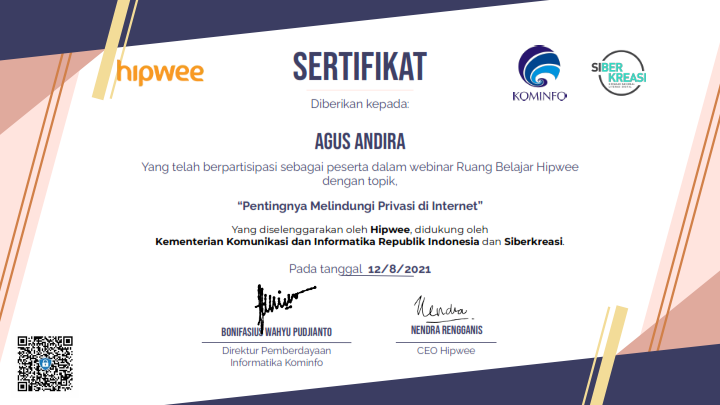 hipwee
SERTIFIKAT
KOMINFO
SIBER
KREASI
Diberikan kepada:
AGUS ANDIRA
Yang telah berpartisipasi sebagai peserta dalam webinar Ruang Belajar Hipwee
dengan topik,
“Pentingnya Melindungi Privasi di Internet”
Yang diselenggarakan oleh Hipwee, didukung oleh
Kementerian Komunikasi dan Informatika Republik Indonesia dan Siberkreasi.
Pada tanggal 12/8/2021
Nendra
BONIFASIUS WAHYU PUDJIANTO
NENDRA RENGGANIS
Direktur Pemberdayaan
Informatika Kominfo
CEO Hipwee